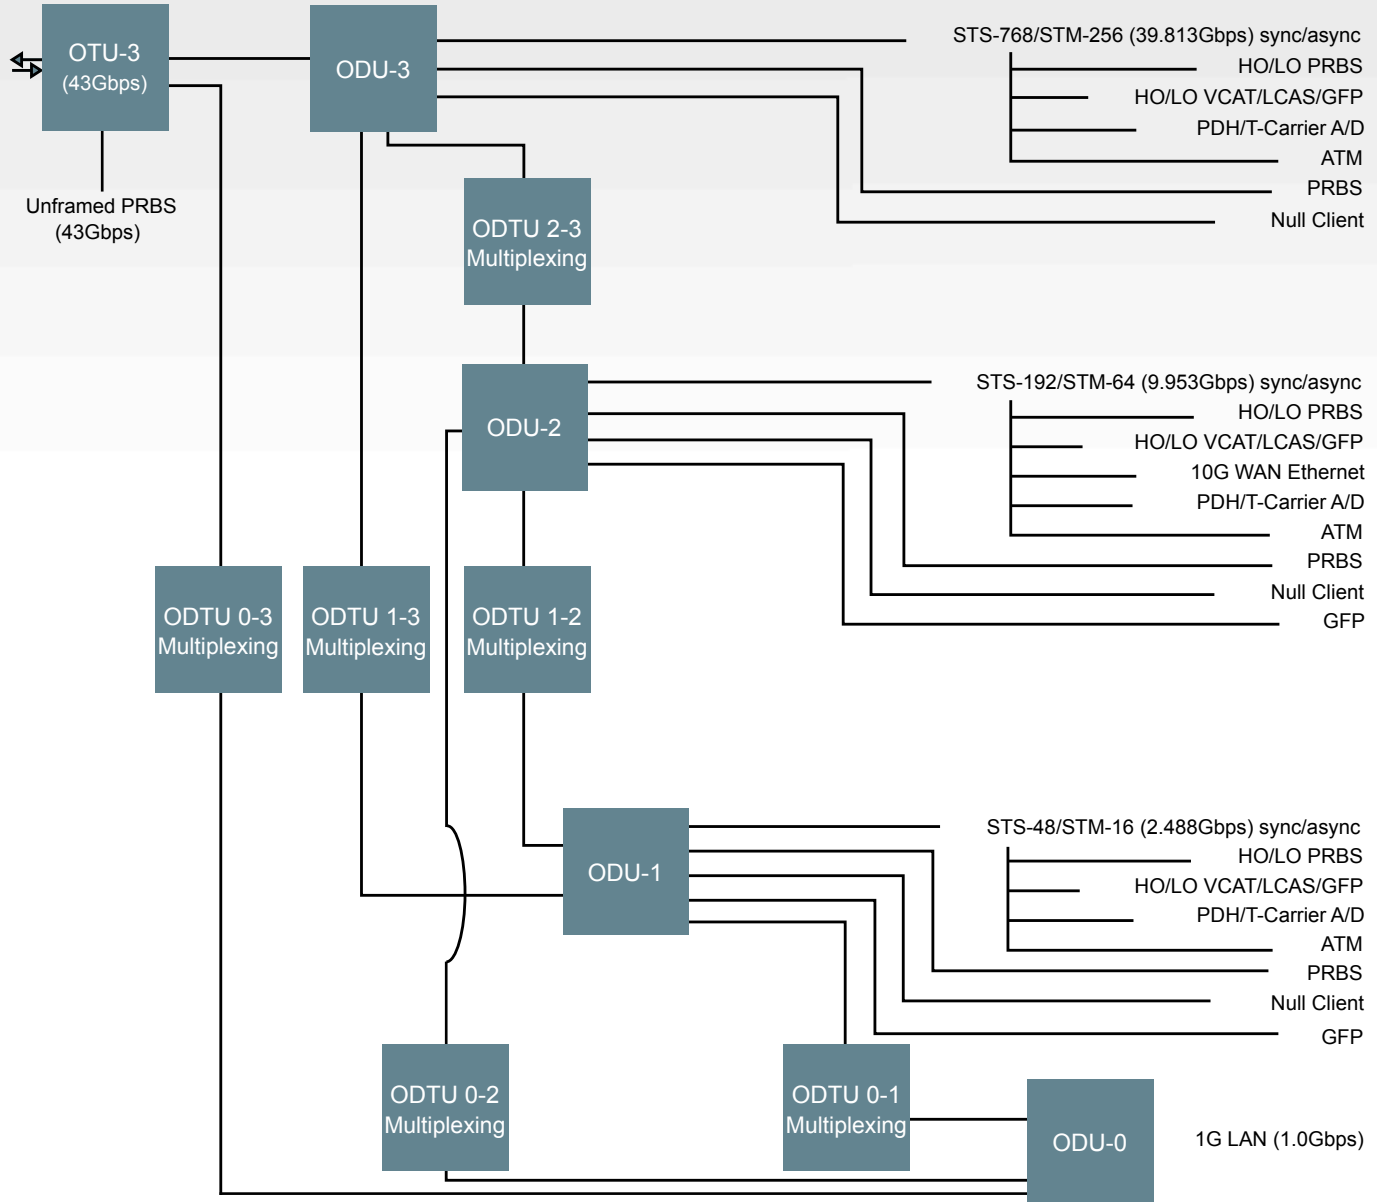 OTU-3
(43Gbps)
Unframed PRBS
(43Gbps)
ODU-3
STS-768/STM-256 (39.813Gbps) sync/async
HO/LO PRBS
HO/LO VCAT/LCAS/GFP
PDH/T-Carrier A/D
ATM
PRBS
Null Client
ODTU 2-3
Multiplexing
ODU-2
STS-192/STM-64 (9.953Gbps) sync/async
HO/LO PRBS
HO/LO VCAT/LCAS/GFP
10G WAN Ethernet
PDH/T-Carrier A/D
ATM
PRBS
Null Client
GFP
ODTU 0-3
Multiplexing
ODTU 1-3
Multiplexing
ODTU 1-2
Multiplexing
ODU-1
STS-48/STM-16 (2.488Gbps) sync/async
HO/LO PRBS
HO/LO VCAT/LCAS/GFP
PDH/T-Carrier A/D
ATM
PRBS
Null Client
GFP
ODTU 0-2
Multiplexing
ODTU 0-1
Multiplexing
ODU-0
1G LAN (1.0Gbps)